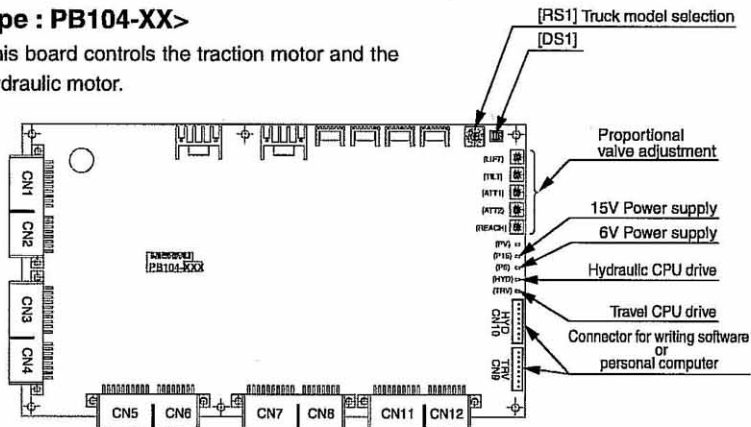 pe : PB104-XX>
his board controls the traction motor and the
draulic motor.
[RS1] Truck model selection
[DS1]
Proportional
valve adjustment
(LIFT)
(TILT)
(ATT1)
(ATT2)
(REACH)
(PV)
(P15)
(P6)
(HYD)
(TRV)
15V Power supply
6V Power supply
Hydraulic CPU drive
Travel CPU drive
Connector for writing software
or
personal computer
HYD
CN10
TRV
CN9
CN1
CN2
CN3
CN4
PB104-XXX
CN5
CN6
CN7
CN8
CN11
CN12